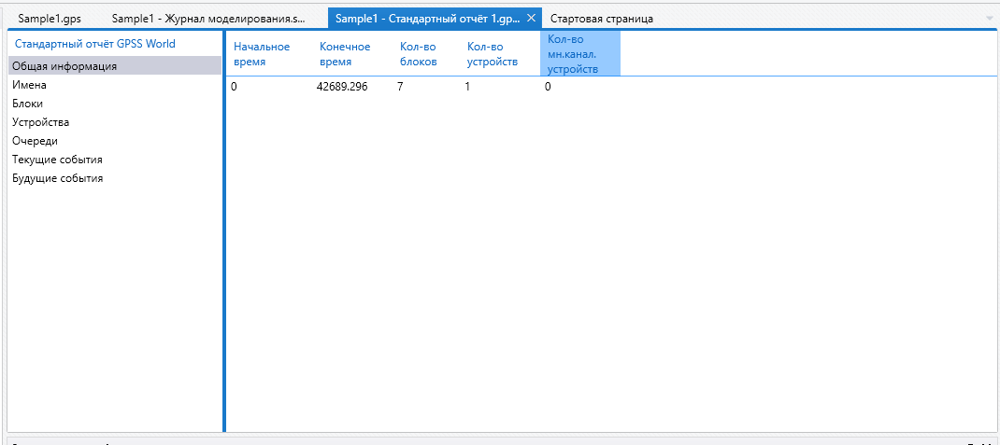 Sample1.gps Sample1 - Журнал моделирования.s... Sample1 - Стандартный отчёт 1.gp... Стартовая страница
Стандартный отчёт GPSS World
Общая информация
Имена
Блоки
Устройства
Очереди
Текущие события
Будущие события
Начальное время
Конечное время
Кол-во блоков
Кол-во устройств
Кол-во мн.канал. устройств
0 42689.296 7 1 0